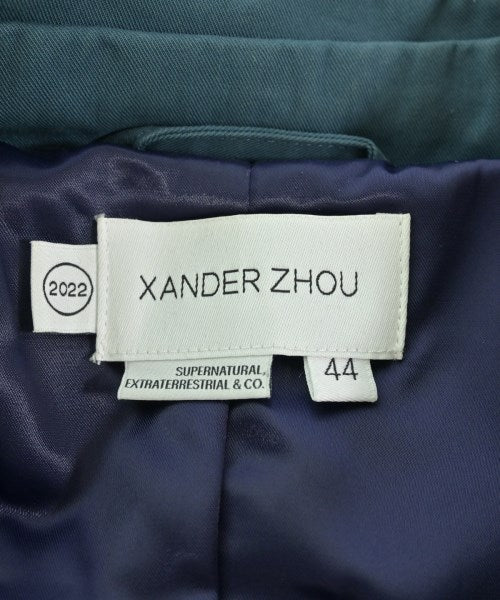 2022
XANDER ZHOU
SUPERNATURAL,
EXTRATERRESTRIAL & CO.
44